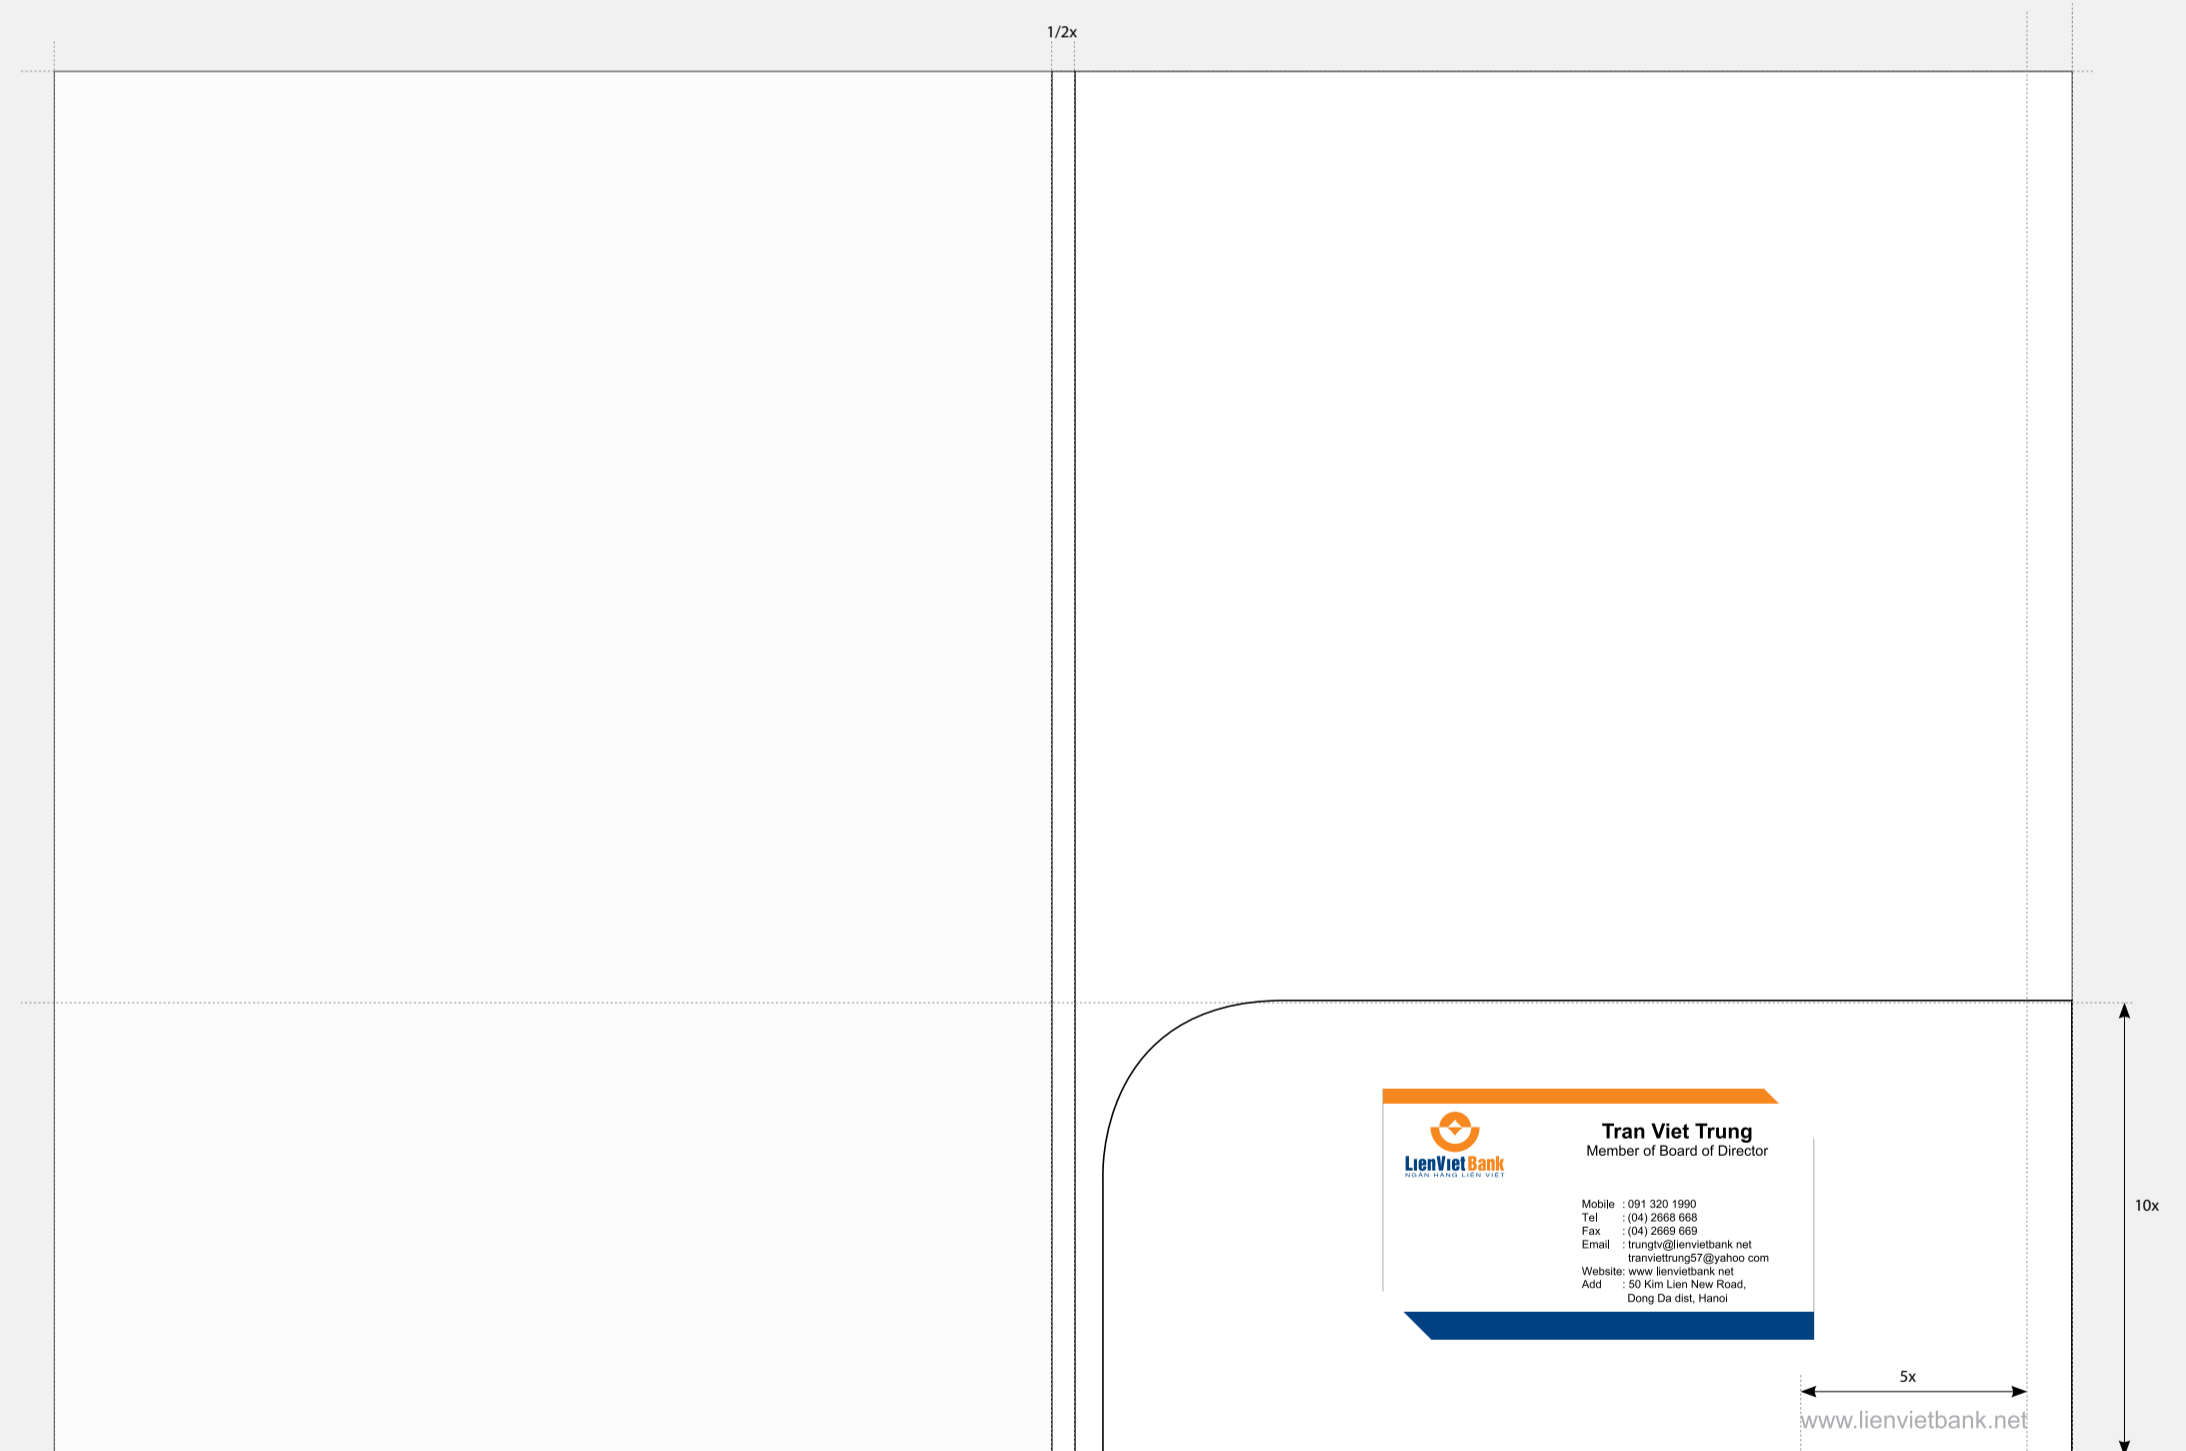 1/2x
LienVietBank
NGÂN HÀNG LIÊN VIỆT
Tran Viet Trung
Member of Board of Director
Mobile : 091 320 1990
Tel : (04) 2668 668
Fax : (04) 2669 669
Email : trungtv@lienvietbank net
tranviettrung57@yahoo com
Website: www lienvietbank net
Add : 50 Kim Lien New Road,
Dong Da dist, Hanoi
10x
5x
www.lienvietbank.net